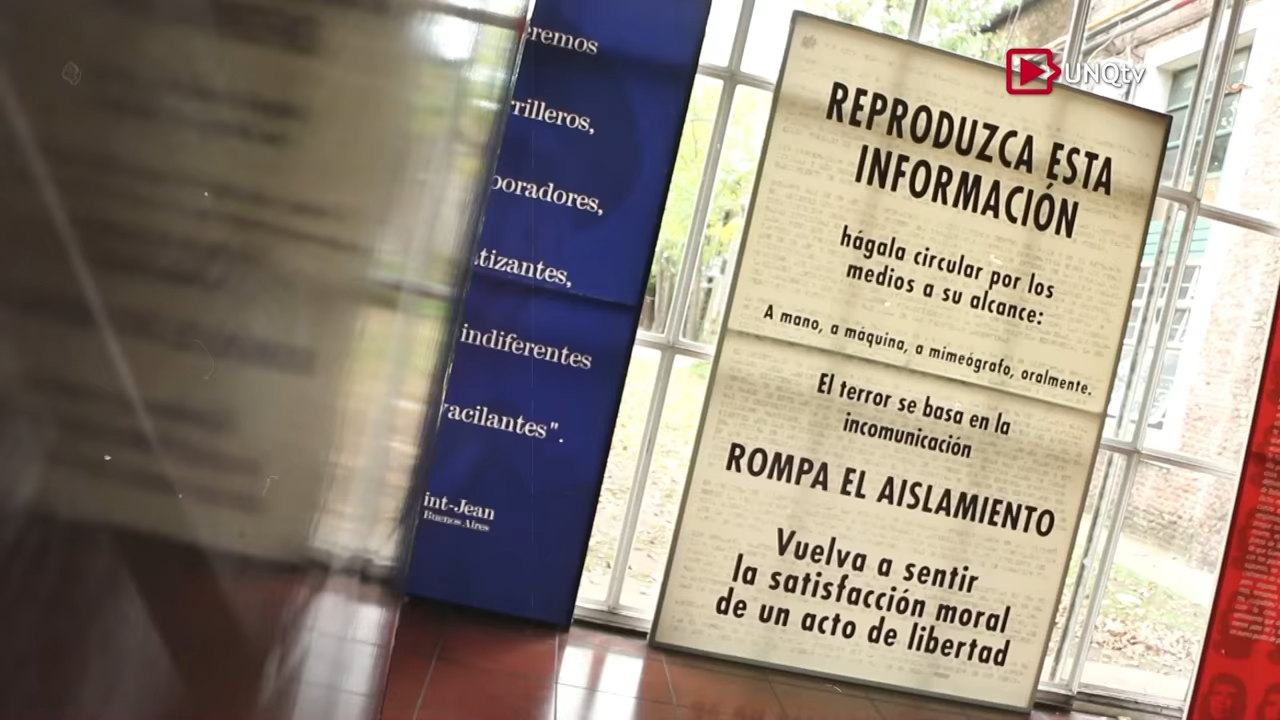 eremos
rrilleros,
boradores,
tizantes,
indiferentes
vacilantes".
int-Jean
Buenos Aires
UNQtv
REPRODUZCA ESTA
INFORMACIÓN
hágala circular por los
medios a su alcance:
A mano, a máquina, a mimeógrafo, oralmente.
El terror se basa en la
incomunicación
ROMPA EL AISLAMIENTO
Vuelva a sentir
la satisfacción moral
de un acto de libertad